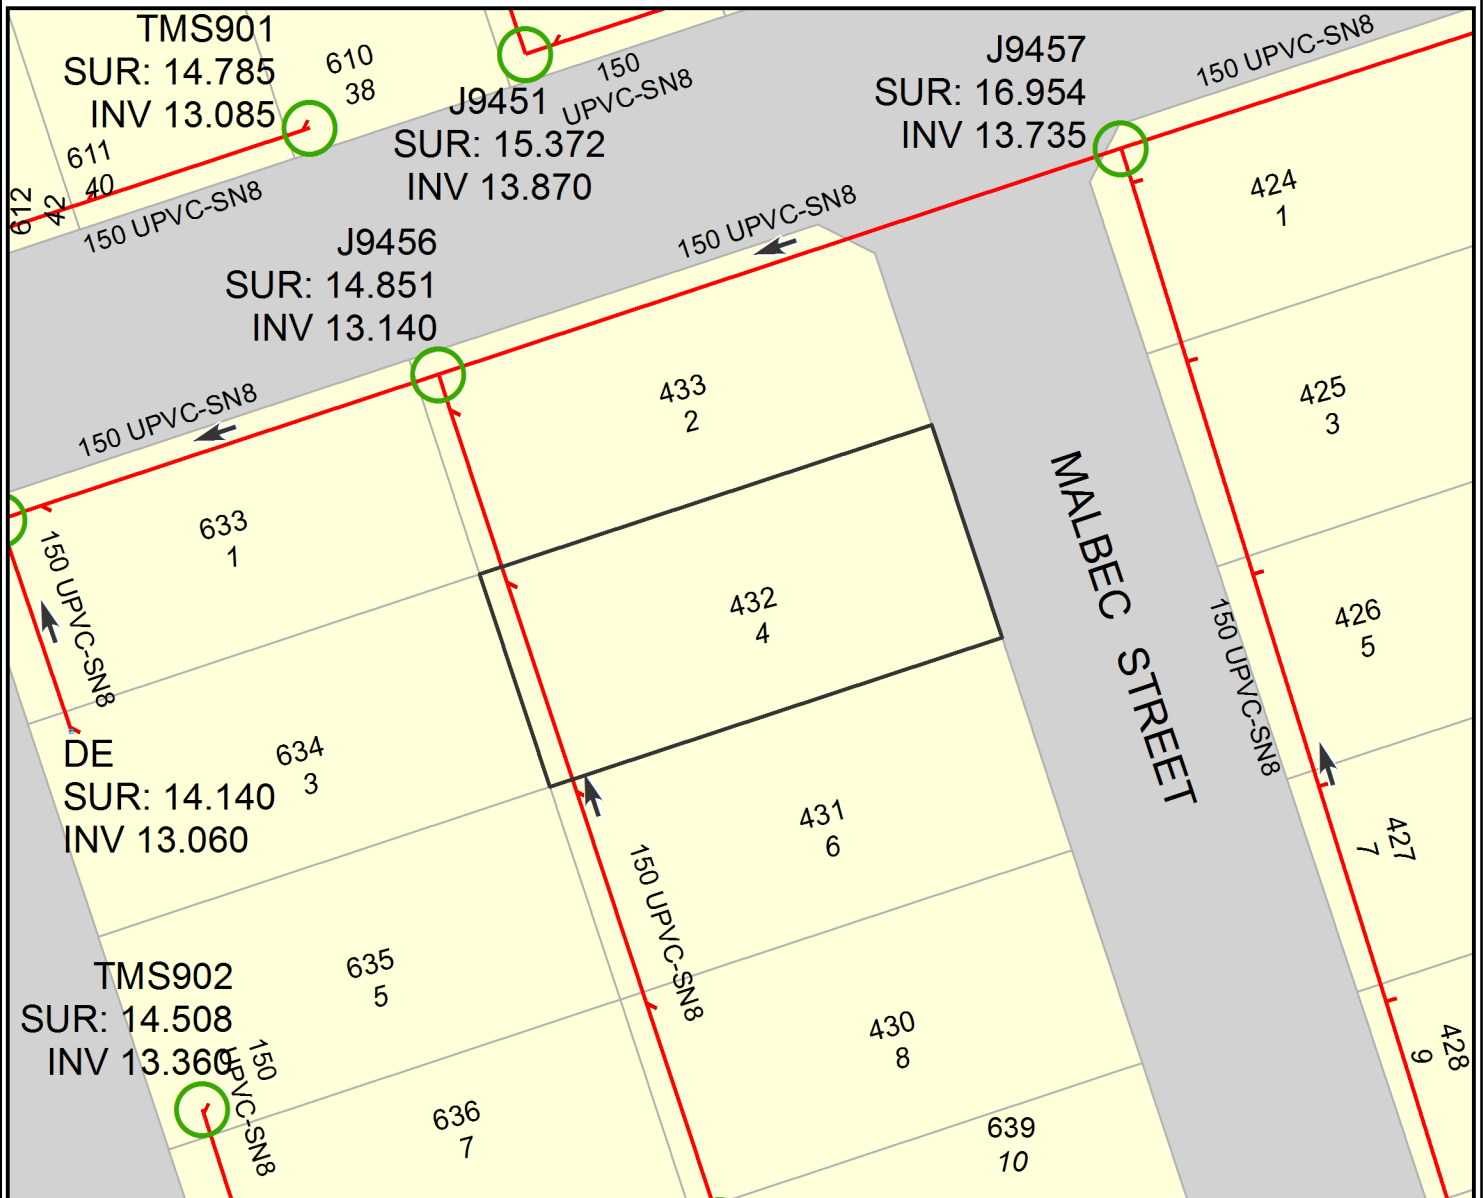 TMS901
SUR: 14.785
INV 13.085
610
38
J9451
SUR: 15.372
INV 13.870
150
UPVC-SN8
J9457
SUR: 16.954
INV 13.735
150 UPVC-SN8
611
40
612
42
150 UPVC-SN8
424
1
J9456
SUR: 14.851
INV 13.140
150 UPVC-SN8
150 UPVC-SN8
433
2
425
3
633
1
150 UPVC-SN8
432
4
MALBEC STREET
150 UPVC-SN8
426
5
DE
SUR: 14.140
INV 13.060
634
3
431
6
427
7
150 UPVC-SN8
TMS902
SUR: 14.508
INV 13.360
635
5
150
UPVC-SN8
430
8
428
9
636
7
639
10